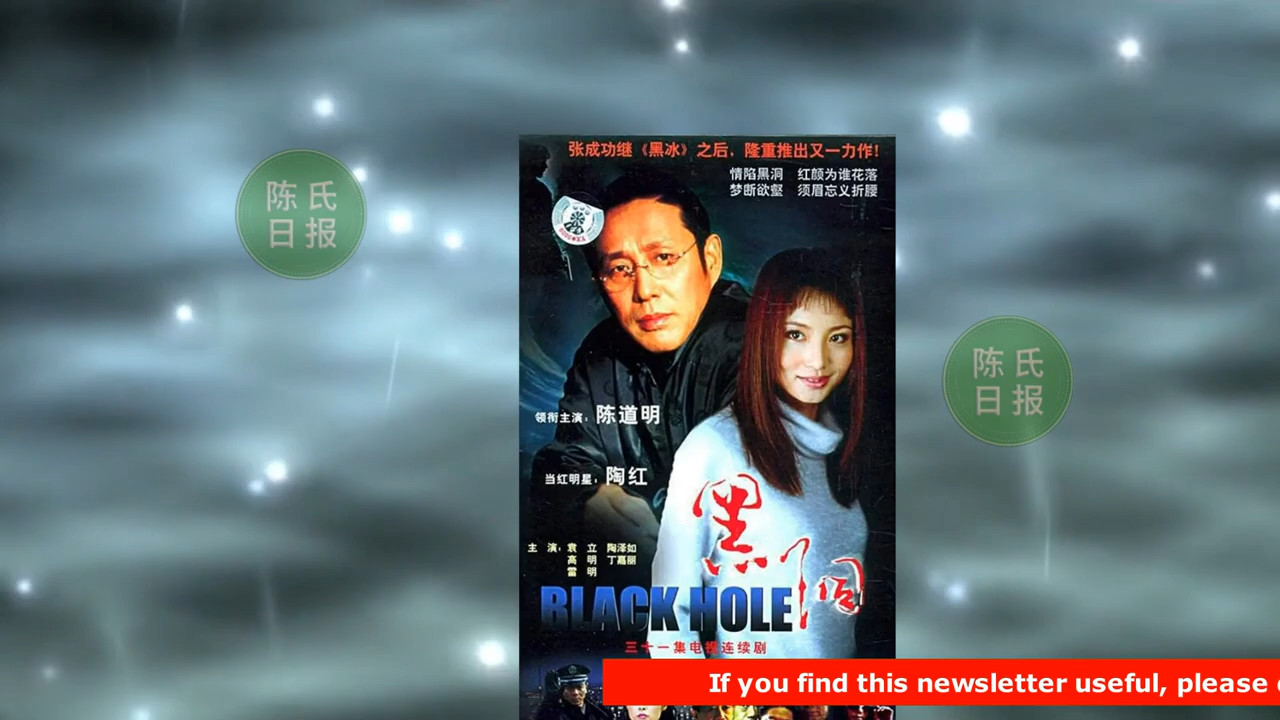 陈氏
日报
张成功继《黑冰》之后，隆重推出又一力作！
情陷黑洞 红颜为谁花落
梦断欲壑 须眉忘义折腰
陈氏
日报
领衔主演：陈道明
当红明星：陶红
黑洞
主 演：袁 立 陶泽如
高 明 丁嘉丽
雷 明
BLACK HOLE
三十一集电视连续剧
If you find this newsletter useful, please